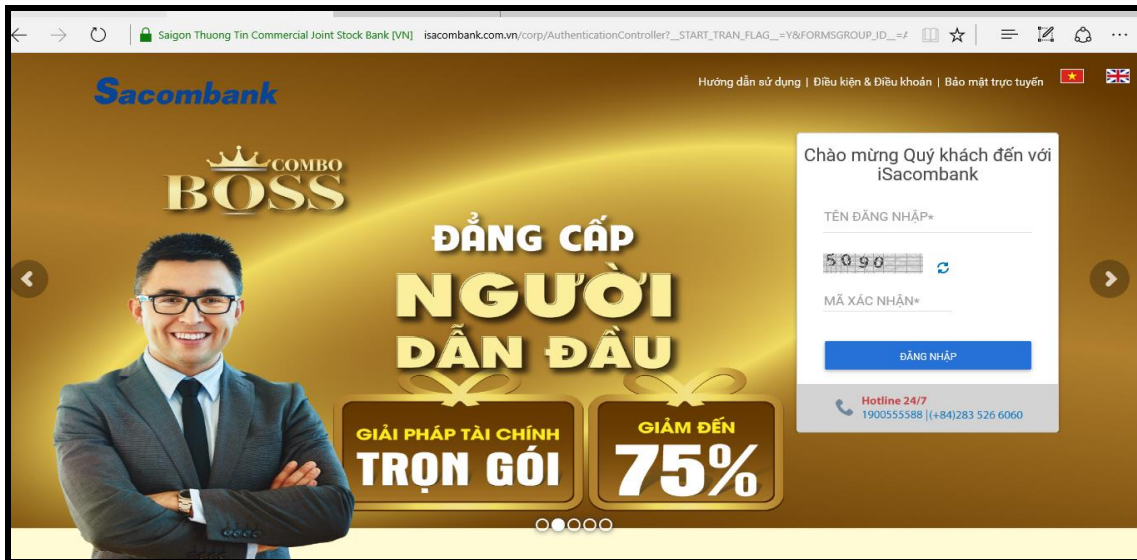 Saigon Thuong Tin Commercial Joint Stock Bank [VN] isacombank.com.vn/corp/AuthenticationController?__START_TRAN_FLAG__=Y&FORMSGROUP_ID__=
Sacombank
Hướng dẫn sử dụng | Điều kiện & Điều khoản | Bảo mật trực tuyến
COMBO
BOSS
ĐẲNG CẤP
NGƯỜI
DẪN ĐẦU
GIẢI PHÁP TÀI CHÍNH
TRỌN GÓI
GIẢM ĐẾN
75%
Chào mừng Quý khách đến với
iSacombank
TÊN ĐĂNG NHẬP*
5090
MÃ XÁC NHẬN*
ĐĂNG NHẬP
Hotline 24/7
1900555588 |(+84)283 526 6060